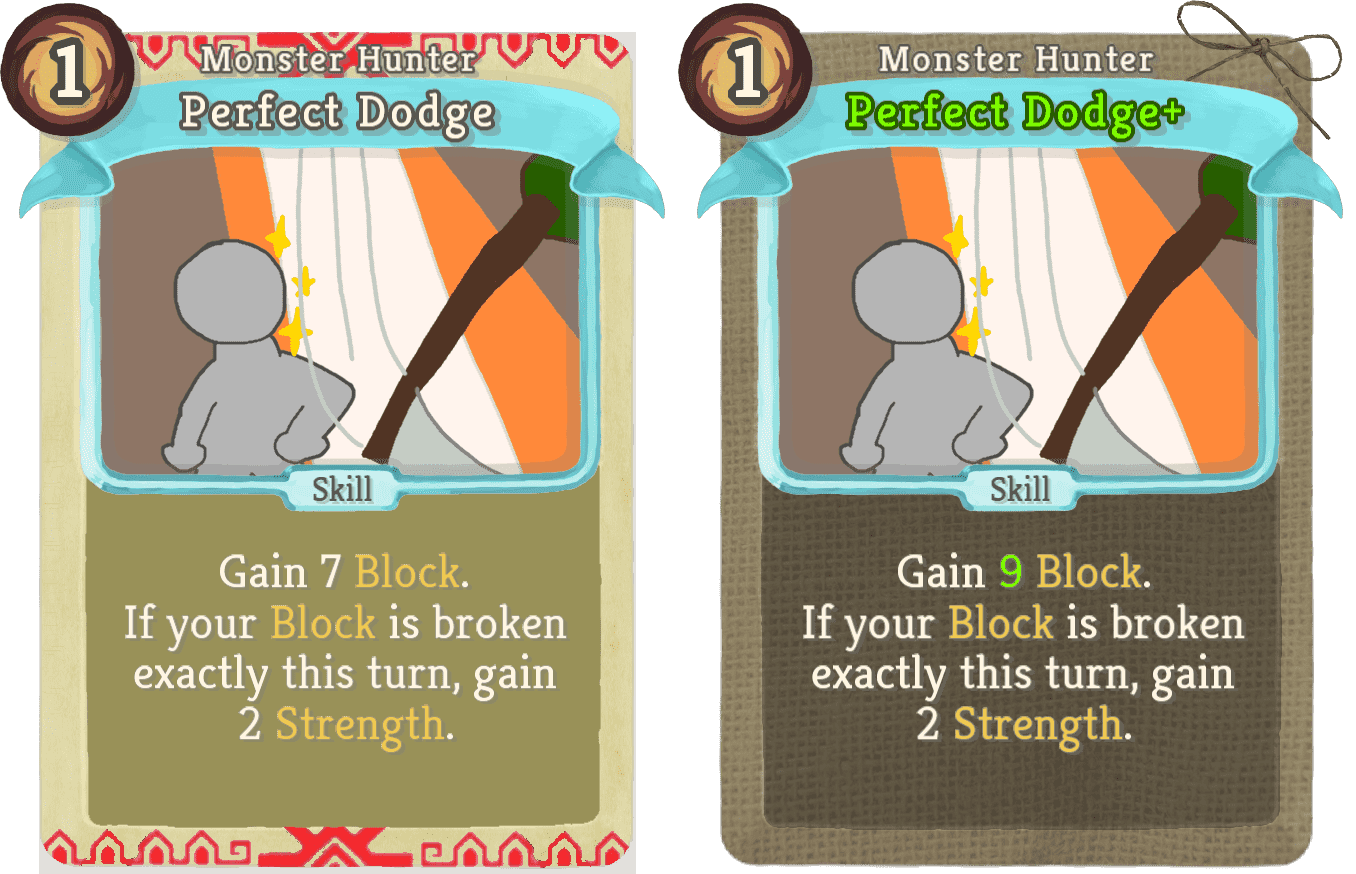 1
Monster Hunter
Perfect Dodge
Skill
Gain 7 Block.
If your Block is broken
exactly this turn, gain
2 Strength.
1
Monster Hunter
Perfect Dodge+
Skill
Gain 9 Block.
If your Block is broken
exactly this turn, gain
2 Strength.